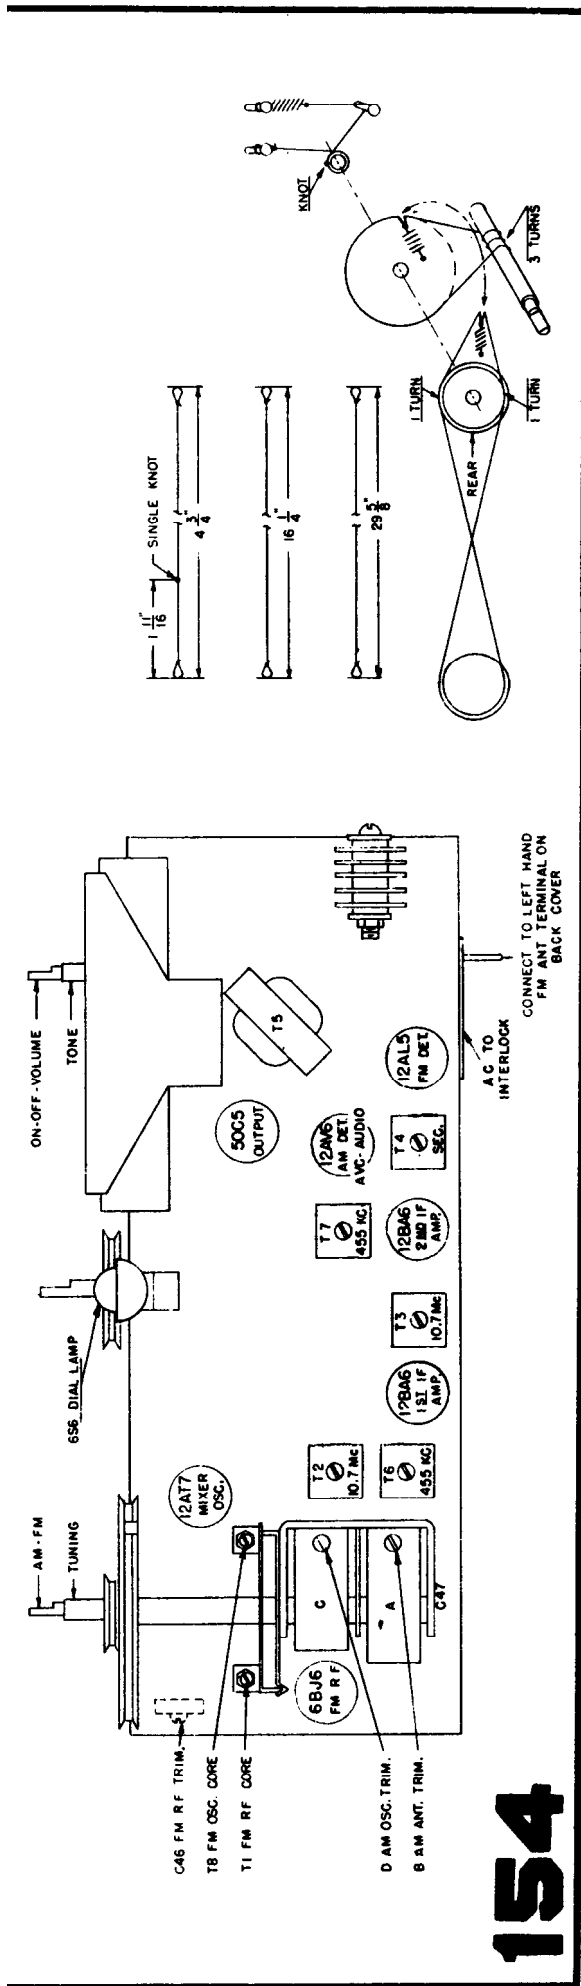 ON-OFF-VOLUME
TONE
6S6 DIAL LAMP
AM-FM
TUNING
C46 FM RF TRIM.
T8 FM OSC. CORE
T1 FM RF CORE
D AM OSC. TRIM.
B AM ANT. TRIM.
6BJ6
FM RF
12AT7
MIXER
OSC.
C
A
C47
T2
10.7 Mc
T6
455 KC
12BA6
1ST IF
AMP.
T3
10.7 Mc
T7
455 KC
12BA6
2ND IF
AMP.
50C5
OUTPUT
12AV6
AM DET.
AVC-AUDIO
T4
SEC.
12AL5
FM DET.
T5
AC TO
INTERLOCK
CONNECT TO LEFT HAND
FM ANT TERMINAL ON
BACK COVER
1 11/16
SINGLE KNOT
4 3/4"
16 1/4"
29 5/8"
KNOT
3 TURNS
1 TURN
1 TURN
REAR
154